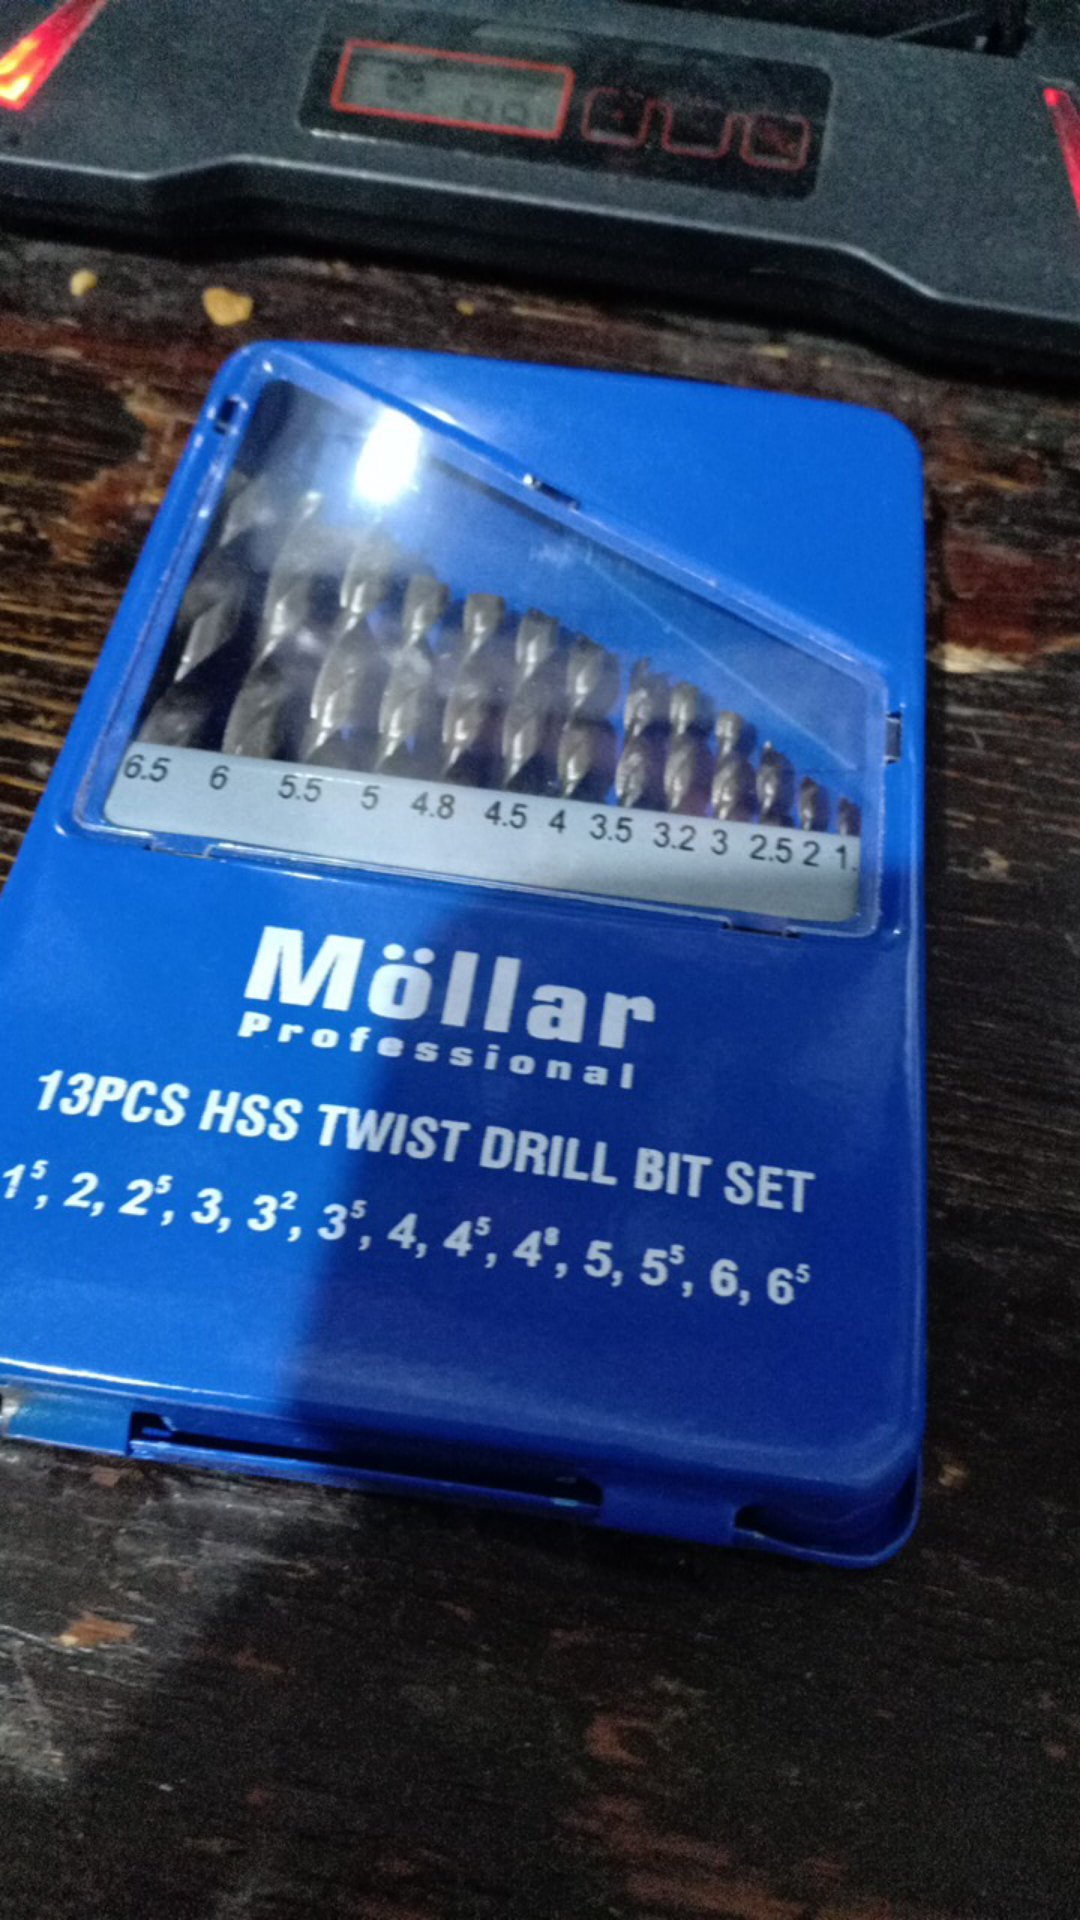 6.5 6 5.5 5 4.8 4.5 4 3.5 3.2 3 2.5 2 1.
Möllar
Professional
13PCS HSS TWIST DRILL BIT SET
1⁵, 2, 2⁵, 3, 3², 3⁵, 4, 4⁵, 4⁸, 5, 5⁵, 6, 6⁵